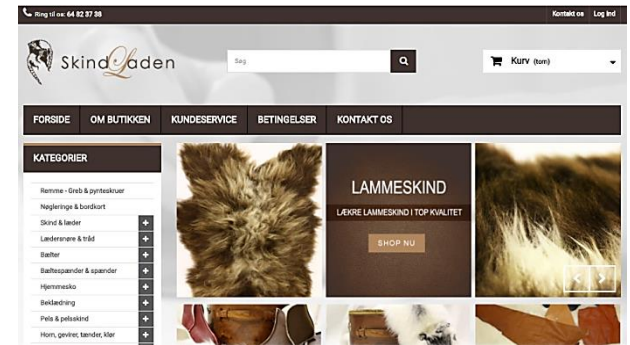 Ring til os: 64 82 37 38
Kontakt os Log ind
SkindLaden
Søg
Kurv (tom)
FORSIDE OM BUTIKKEN KUNDESERVICE BETINGELSER KONTAKT OS
KATEGORIER
Remme - Greb & pynteskruer
Nøgleringe & bordkort
Skind & læder
Lædersnøre & tråd
Bælter
Bæltespænder & spænder
Hjemmesko
Beklædning
Pels & pelsskind
Horn, gevirer, tænder, klør
LAMMESKIND
LÆKRE LAMMESKIND I TOP KVALITET
SHOP NU